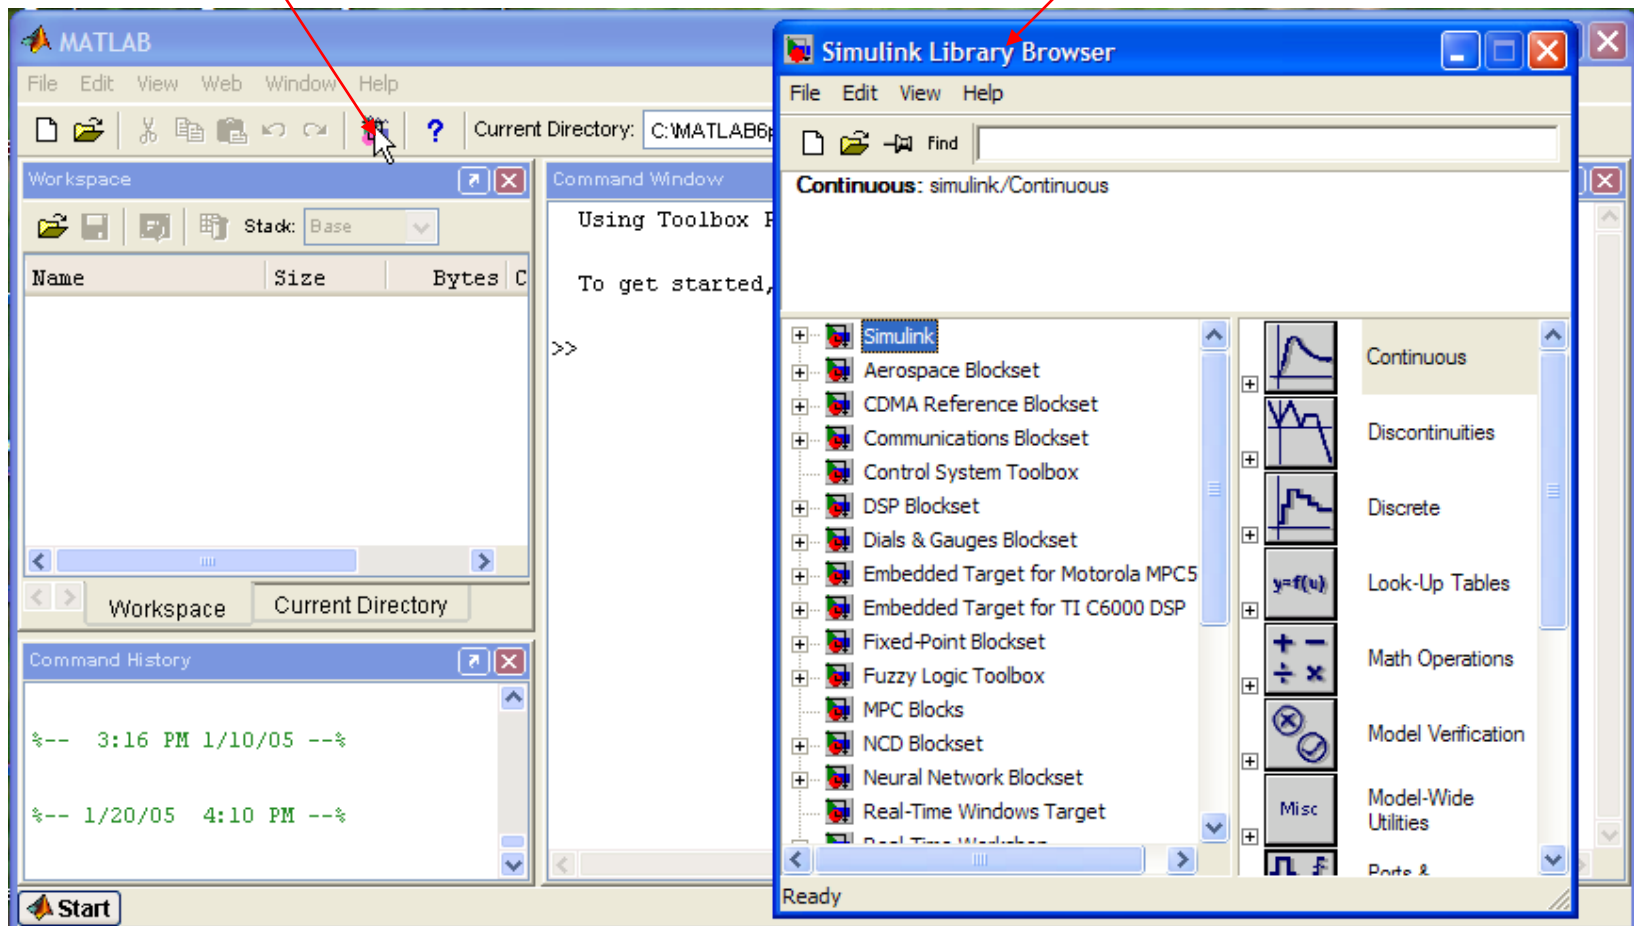 MATLAB
File Edit View Web Window Help
? Current Directory: C:\MATLAB6p
Workspace
Stack: Base
Name Size Bytes C
Workspace Current Directory
Command History
%-- 3:16 PM 1/10/05 --%
%-- 1/20/05 4:10 PM --%
Start
Command Window
Using Toolbox
To get started,
>>
Simulink Library Browser
File Edit View Help
Find
Continuous: simulink/Continuous
Simulink
Aerospace Blockset
CDMA Reference Blockset
Communications Blockset
Control System Toolbox
DSP Blockset
Dials & Gauges Blockset
Embedded Target for Motorola MPC5
Embedded Target for TI C6000 DSP
Fixed-Point Blockset
Fuzzy Logic Toolbox
MPC Blocks
NCD Blockset
Neural Network Blockset
Real-Time Windows Target
Real-Time Workshop
Continuous
Discontinuities
Discrete
y=f(u) Look-Up Tables
+ − ÷ × Math Operations
Model Verification
Misc Model-Wide
Utilities
Ports &
Ready